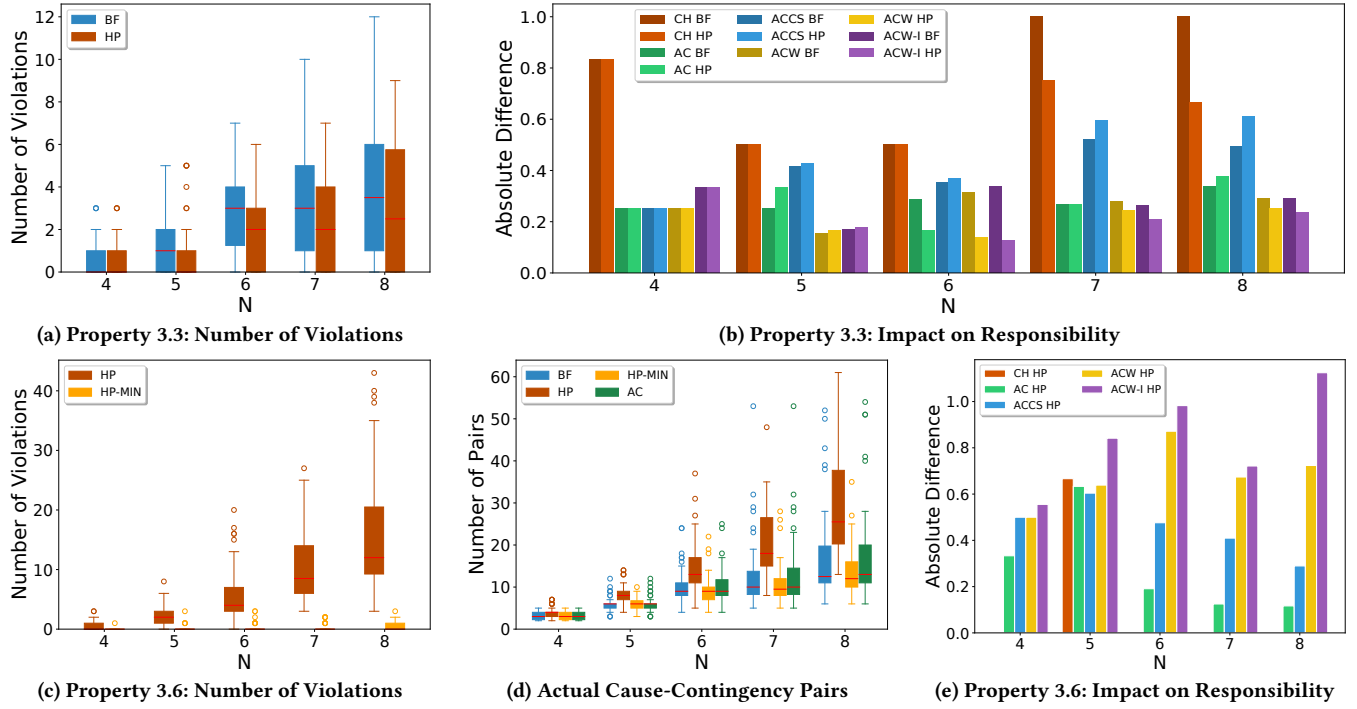 12
10
8
6
4
2
0
Number of Violations
BF
HP
4 5 6 7 8
N
(a) Property 3.3: Number of Violations
1.0
0.8
0.6
0.4
0.2
0.0
Absolute Difference
CH BF ACCS BF ACW HP
CH HP ACCS HP ACW-I BF
AC BF ACW BF ACW-I HP
AC HP
4 5 6 7 8
N
(b) Property 3.3: Impact on Responsibility
40
30
20
10
0
Number of Violations
HP
HP-MIN
4 5 6 7 8
N
(c) Property 3.6: Number of Violations
60
50
40
30
20
10
0
Number of Pairs
BF HP-MIN
HP AC
4 5 6 7 8
N
(d) Actual Cause-Contingency Pairs
1.0
0.8
0.6
0.4
0.2
0.0
Absolute Difference
CH HP ACW HP
AC HP ACW-I HP
ACCS HP
4 5 6 7 8
N
(e) Property 3.6: Impact on Responsibility